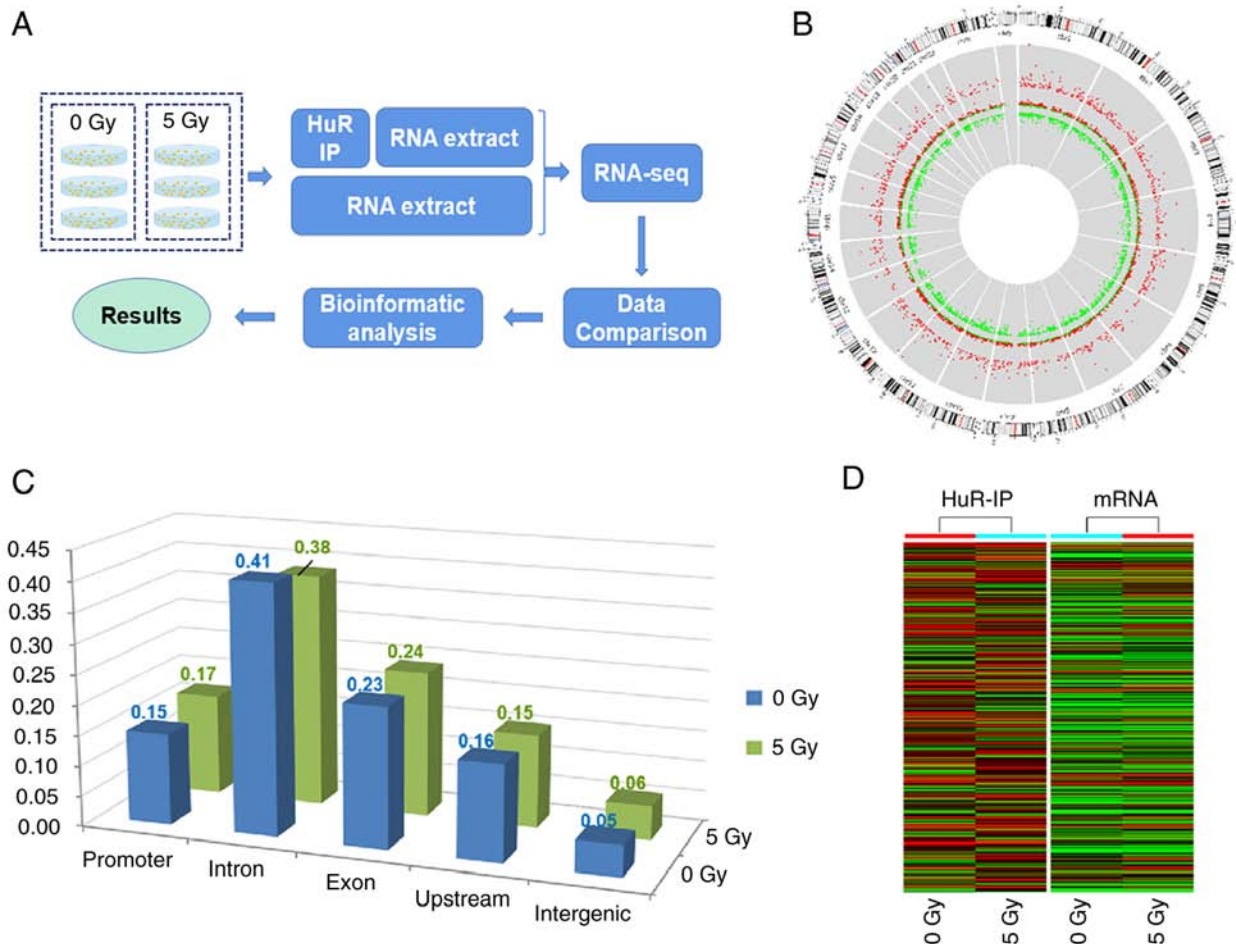 A
0 Gy
5 Gy
HuR
IP
RNA extract
RNA extract
RNA-seq
Data
Comparison
Bioinformatic
analysis
Results
B
C
0.45
0.40
0.35
0.30
0.25
0.20
0.15
0.10
0.05
0.00
0.15
0.17
0.41
0.38
0.23
0.24
0.16
0.15
0.05
0.06
Promoter
Intron
Exon
Upstream
Intergenic
0 Gy
5 Gy
0 Gy
5 Gy
D
HuR-IP
mRNA
0 Gy
5 Gy
0 Gy
5 Gy